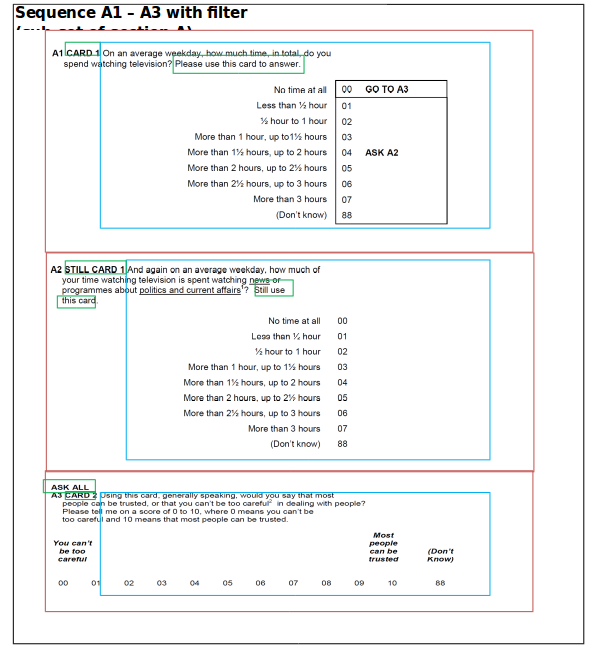 Sequence A1 – A3 with filter
(sub-set of section A)
A1 CARD 1 On an average weekday, how much time, in total, do you
spend watching television? Please use this card to answer.
No time at all 00 GO TO A3
Less than ½ hour 01
½ hour to 1 hour 02
More than 1 hour, up to1½ hours 03
More than 1½ hours, up to 2 hours 04 ASK A2
More than 2 hours, up to 2½ hours 05
More than 2½ hours, up to 3 hours 06
More than 3 hours 07
(Don't know) 88
A2 STILL CARD 1 And again on an average weekday, how much of
your time watching television is spent watching news or
programmes about politics and current affairs¹? Still use
this card.
No time at all 00
Less than ½ hour 01
½ hour to 1 hour 02
More than 1 hour, up to 1½ hours 03
More than 1½ hours, up to 2 hours 04
More than 2 hours, up to 2½ hours 05
More than 2½ hours, up to 3 hours 06
More than 3 hours 07
(Don't know) 88
ASK ALL
A3 CARD 2 Using this card, generally speaking, would you say that most
people can be trusted, or that you can't be too careful² in dealing with people?
Please tell me on a score of 0 to 10, where 0 means you can't be
too careful and 10 means that most people can be trusted.
You can't be too careful
Most people can be trusted
(Don't Know)
00 01 02 03 04 05 06 07 08 09 10 88